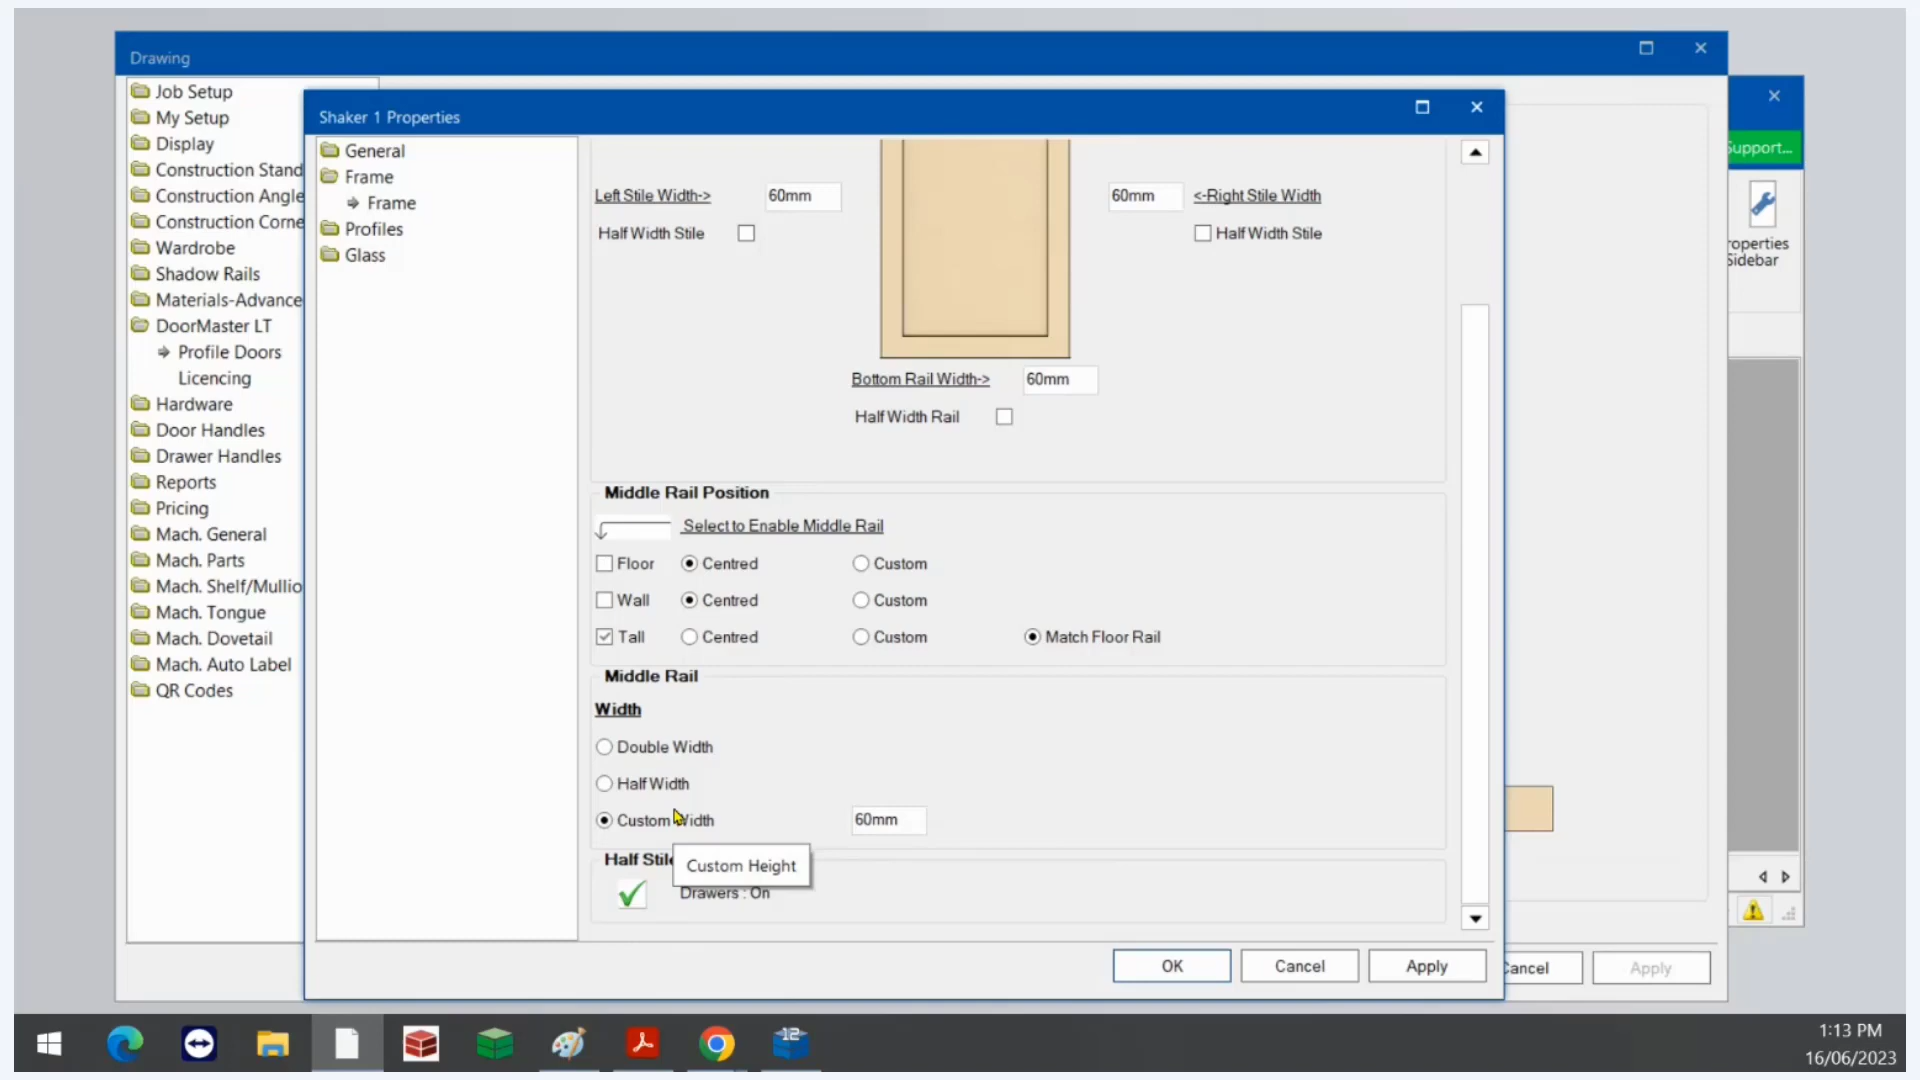 Drawing
Job Setup
My Setup
Display
Construction Stand
Construction Angle
Construction Corne
Wardrobe
Shadow Rails
Materials-Advance
DoorMaster LT
Profile Doors
Licencing
Hardware
Door Handles
Drawer Handles
Reports
Pricing
Mach. General
Mach. Parts
Mach. Shelf/Mullio
Mach. Tongue
Mach. Dovetail
Mach. Auto Label
QR Codes
Shaker 1 Properties
General
Frame
Frame
Profiles
Glass
Left Stile Width-> 60mm
60mm <-Right Stile Width
Half Width Stile
Half Width Stile
Bottom Rail Width-> 60mm
Half Width Rail
Middle Rail Position
Select to Enable Middle Rail
Floor Centred Custom
Wall Centred Custom
Tall Centred Custom Match Floor Rail
Middle Rail
Width
Double Width
Half Width
Custom Width 60mm
Half Stile
Custom Height
Drawers : On
OK Cancel Apply
Cancel Apply
Support...
roperties
Sidebar
12
1:13 PM
16/06/2023